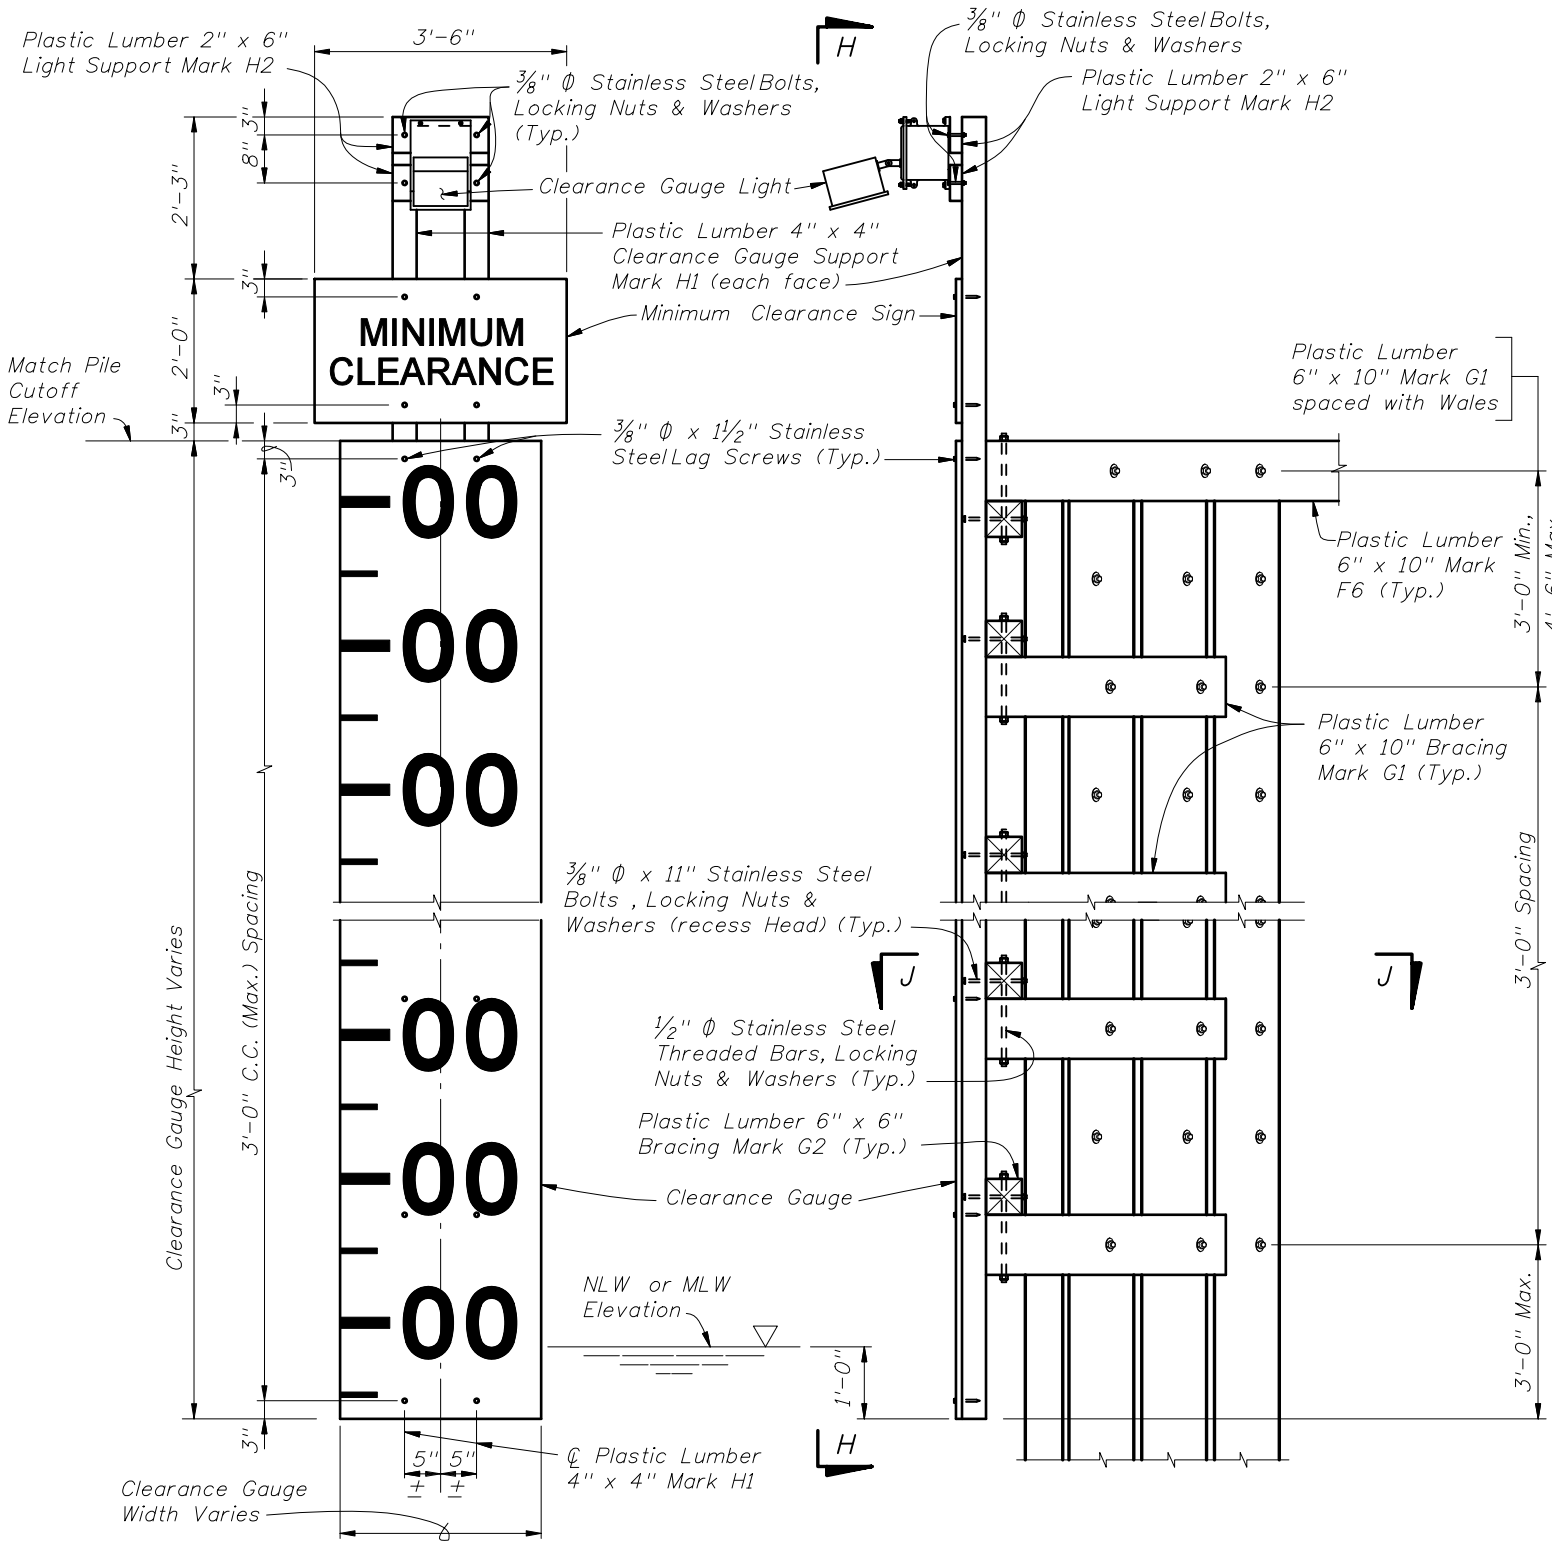 Plastic Lumber 2" x 6"
Light Support Mark H2
3'-6"
⅜" Φ Stainless Steel Bolts,
Locking Nuts & Washers
(Typ.)
H
⅜" Φ Stainless Steel Bolts,
Locking Nuts & Washers
Plastic Lumber 2" x 6"
Light Support Mark H2
3"
8"
2'-3"
Clearance Gauge Light
Plastic Lumber 4" x 4"
Clearance Gauge Support
Mark H1 (each face)
3"
Minimum Clearance Sign
MINIMUM
CLEARANCE
2'-0"
3"
3"
Match Pile
Cutoff
Elevation
Plastic Lumber
6" x 10" Mark G1
spaced with Wales
⅜" Φ x 1½" Stainless
Steel Lag Screws (Typ.)
3"
00
00
00
Plastic Lumber
6" x 10" Mark
F6 (Typ.)
3'-0" Min.,
4'-6" Max.
Plastic Lumber
6" x 10" Bracing
Mark G1 (Typ.)
⅜" Φ x 11" Stainless Steel
Bolts , Locking Nuts &
Washers (recess Head) (Typ.)
3'-0" Spacing
J
J
Clearance Gauge Height Varies
3'-0" C.C. (Max.) Spacing
00
00
00
½" Φ Stainless Steel
Threaded Bars, Locking
Nuts & Washers (Typ.)
Plastic Lumber 6" x 6"
Bracing Mark G2 (Typ.)
Clearance Gauge
NLW or MLW
Elevation
1'-0"
3'-0" Max.
3"
5"
±
5"
±
℄ Plastic Lumber
4" x 4" Mark H1
H
Clearance Gauge
Width Varies